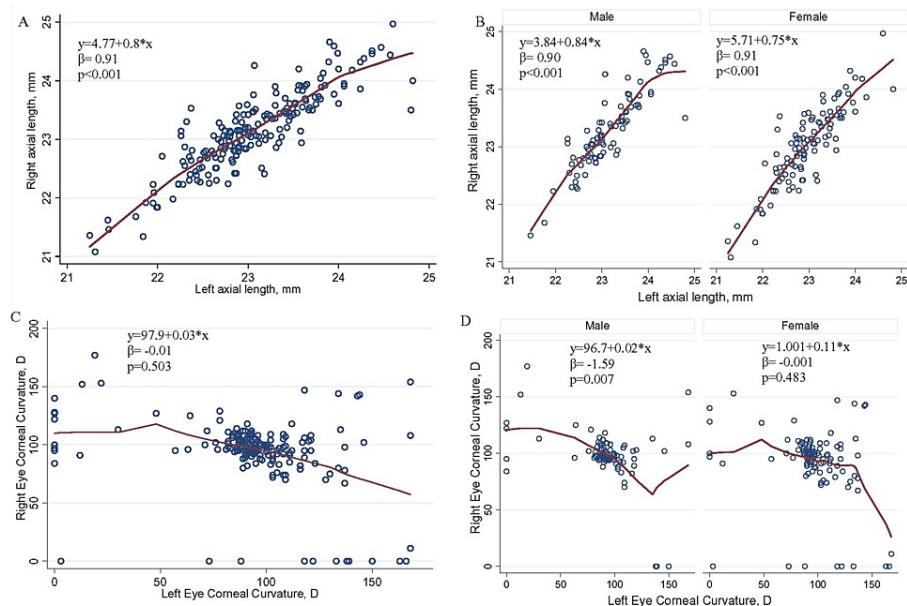 A
y=4.77+0.8*x
β= 0.91
p<0.001
Right axial length, mm
25
24
23
22
21
21 22 23 24 25
Left axial length, mm
B
Male Female
y=3.84+0.84*x
β= 0.90
p<0.001
y=5.71+0.75*x
β= 0.91
p<0.001
Right axial length, mm
25
24
23
22
21
21 22 23 24 25 21 22 23 24 25
Left axial length, mm
C
y=97.9+0.03*x
β= -0.01
p=0.503
Right Eye Corneal Curvature, D
200
150
100
50
0
0 50 100 150
Left Eye Corneal Curvature, D
D
Male Female
y=96.7+0.02*x
β= -1.59
p=0.007
y=1.001+0.11*x
β= -0.001
p=0.483
Right Eye Corneal Curvature, D
200
150
100
50
0
0 50 100 150 0 50 100 150
Left Eye Corneal Curvature, D